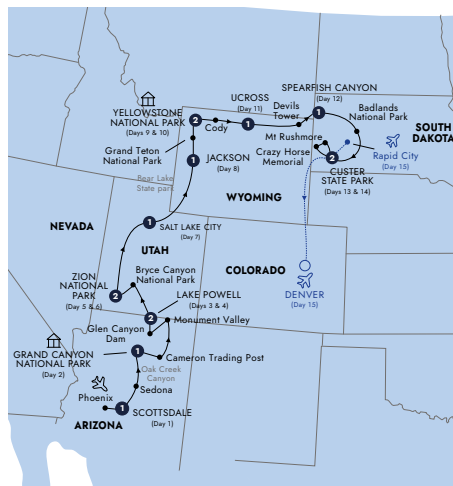 SPEARFISH CANYON
(Day 12)
UCROSS
(Day 11)
Devils
Tower
Badlands
National Park
YELLOWSTONE
NATIONAL PARK
(Days 9 & 10)
2
Cody
1
1
Mt Rushmore
SOUTH
DAKOTA
Grand Teton
National Park
Crazy Horse
Memorial
2
Rapid City
(Day 15)
1
JACKSON
(Day 8)
CUSTER
STATE PARK
(Days 13 & 14)
Bear Lake
State park
WYOMING
NEVADA
1
SALT LAKE CITY
(Day 7)
UTAH
ZION
NATIONAL
PARK
(Day 5 & 6)
2
Bryce Canyon
National Park
COLORADO
DENVER
(Day 15)
LAKE POWELL
(Days 3 & 4)
2
Glen Canyon
Dam
Monument Valley
GRAND CANYON
NATIONAL PARK
(Day 2)
1
Cameron Trading Post
Oak Creek
Canyon
Phoenix
Sedona
1
SCOTTSDALE
(Day 1)
ARIZONA